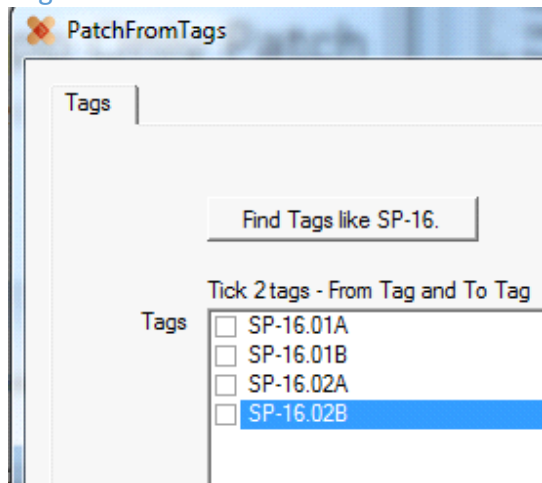 PatchFromTags
Tags
Find Tags like SP-16.
Tick 2 tags - From Tag and To Tag
Tags
SP-16.01A
SP-16.01B
SP-16.02A
SP-16.02B